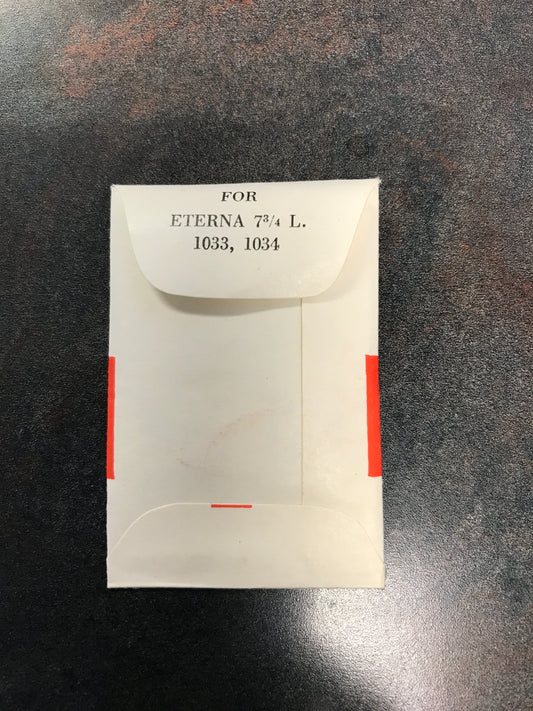 FOR
ETERNA 7¾ L.
1033, 1034